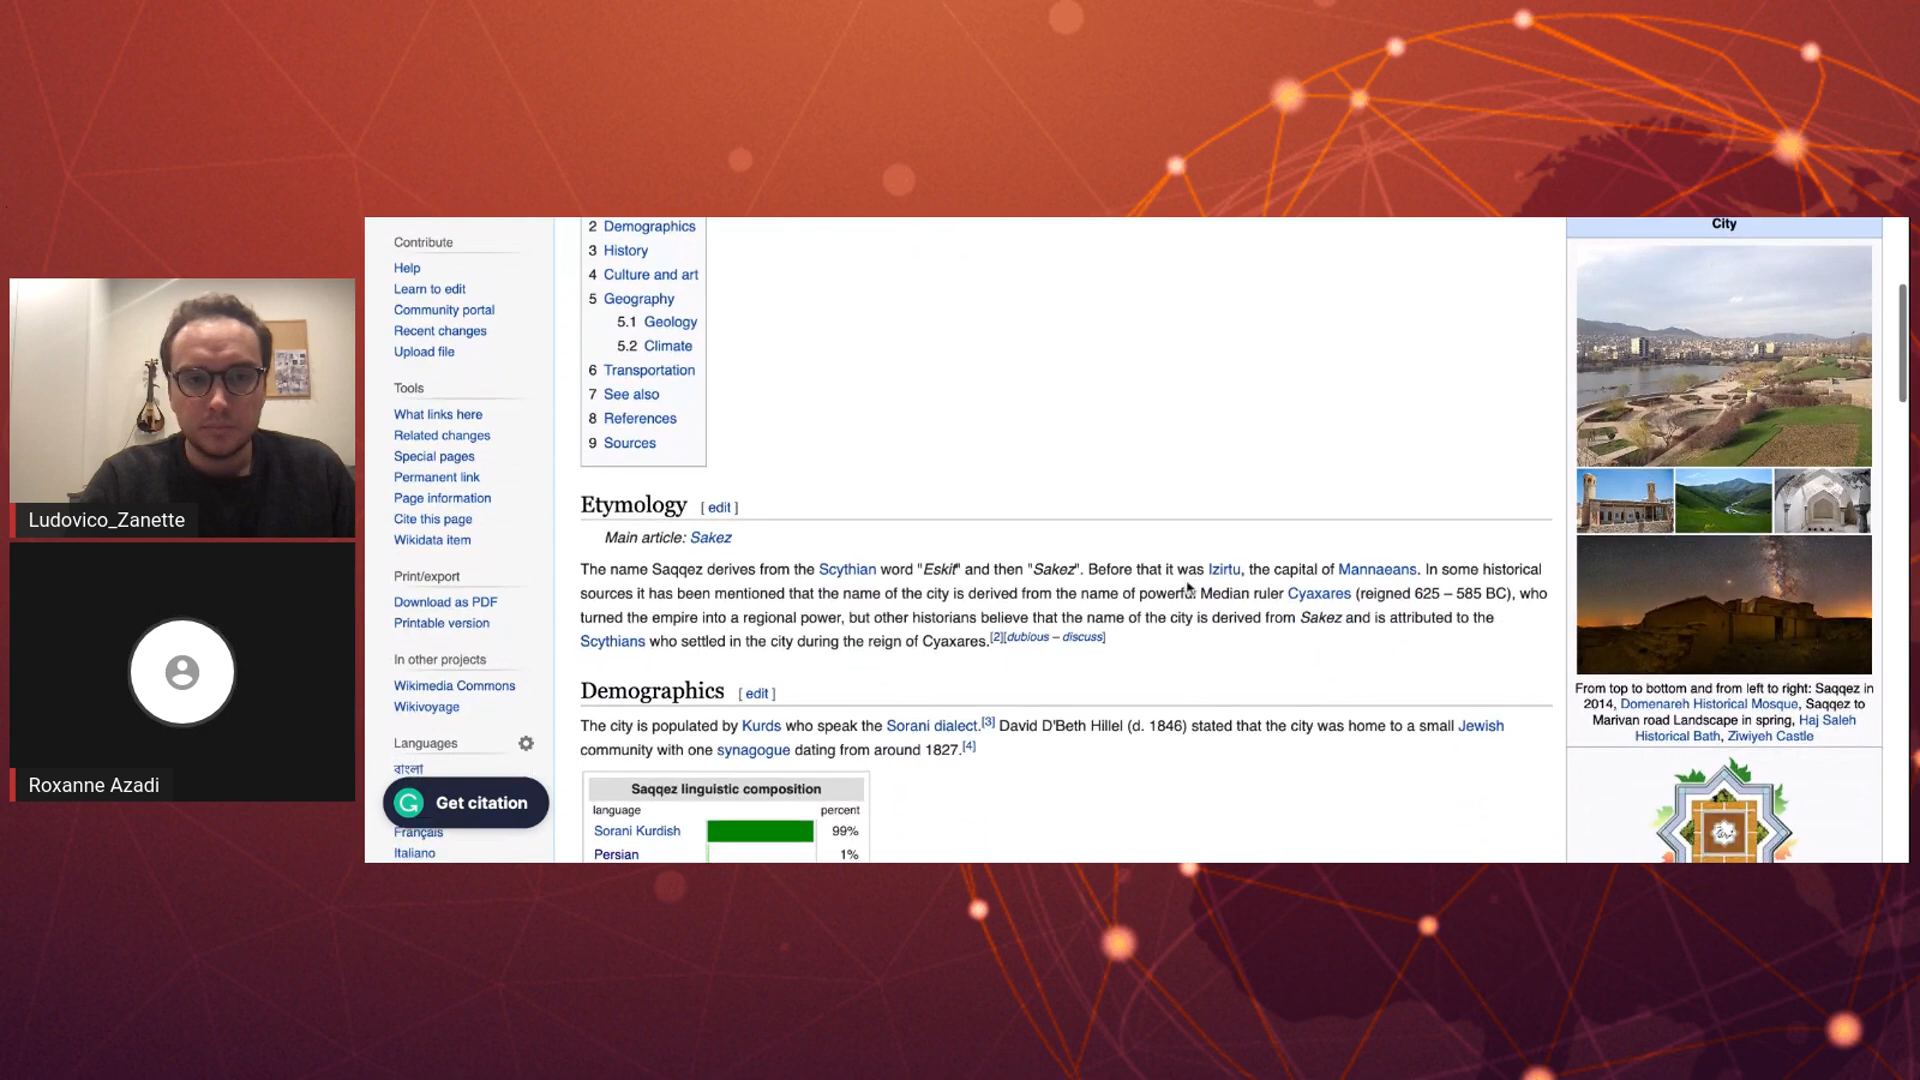 Ludovico_Zanette
Roxanne Azadi
Contribute
Help
Learn to edit
Community portal
Recent changes
Upload file
Tools
What links here
Related changes
Special pages
Permanent link
Page information
Cite this page
Wikidata item
Print/export
Download as PDF
Printable version
In other projects
Wikimedia Commons
Wikivoyage
Languages
বাংলা
Get citation
Français
Italiano
2 Demographics
3 History
4 Culture and art
5 Geography
5.1 Geology
5.2 Climate
6 Transportation
7 See also
8 References
9 Sources
Etymology [ edit ]
Main article: Sakez
The name Saqqez derives from the Scythian word "Eskit" and then "Sakez". Before that it was Izirtu, the capital of Mannaeans. In some historical
sources it has been mentioned that the name of the city is derived from the name of powerful Median ruler Cyaxares (reigned 625 – 585 BC), who
turned the empire into a regional power, but other historians believe that the name of the city is derived from Sakez and is attributed to the
Scythians who settled in the city during the reign of Cyaxares.[2][dubious – discuss]
Demographics [ edit ]
The city is populated by Kurds who speak the Sorani dialect.[3] David D'Beth Hillel (d. 1846) stated that the city was home to a small Jewish
community with one synagogue dating from around 1827.[4]
Saqqez linguistic composition
language percent
Sorani Kurdish 99%
Persian 1%
City
From top to bottom and from left to right: Saqqez in
2014, Domenareh Historical Mosque, Saqqez to
Marivan road Landscape in spring, Haj Saleh
Historical Bath, Ziwiyeh Castle